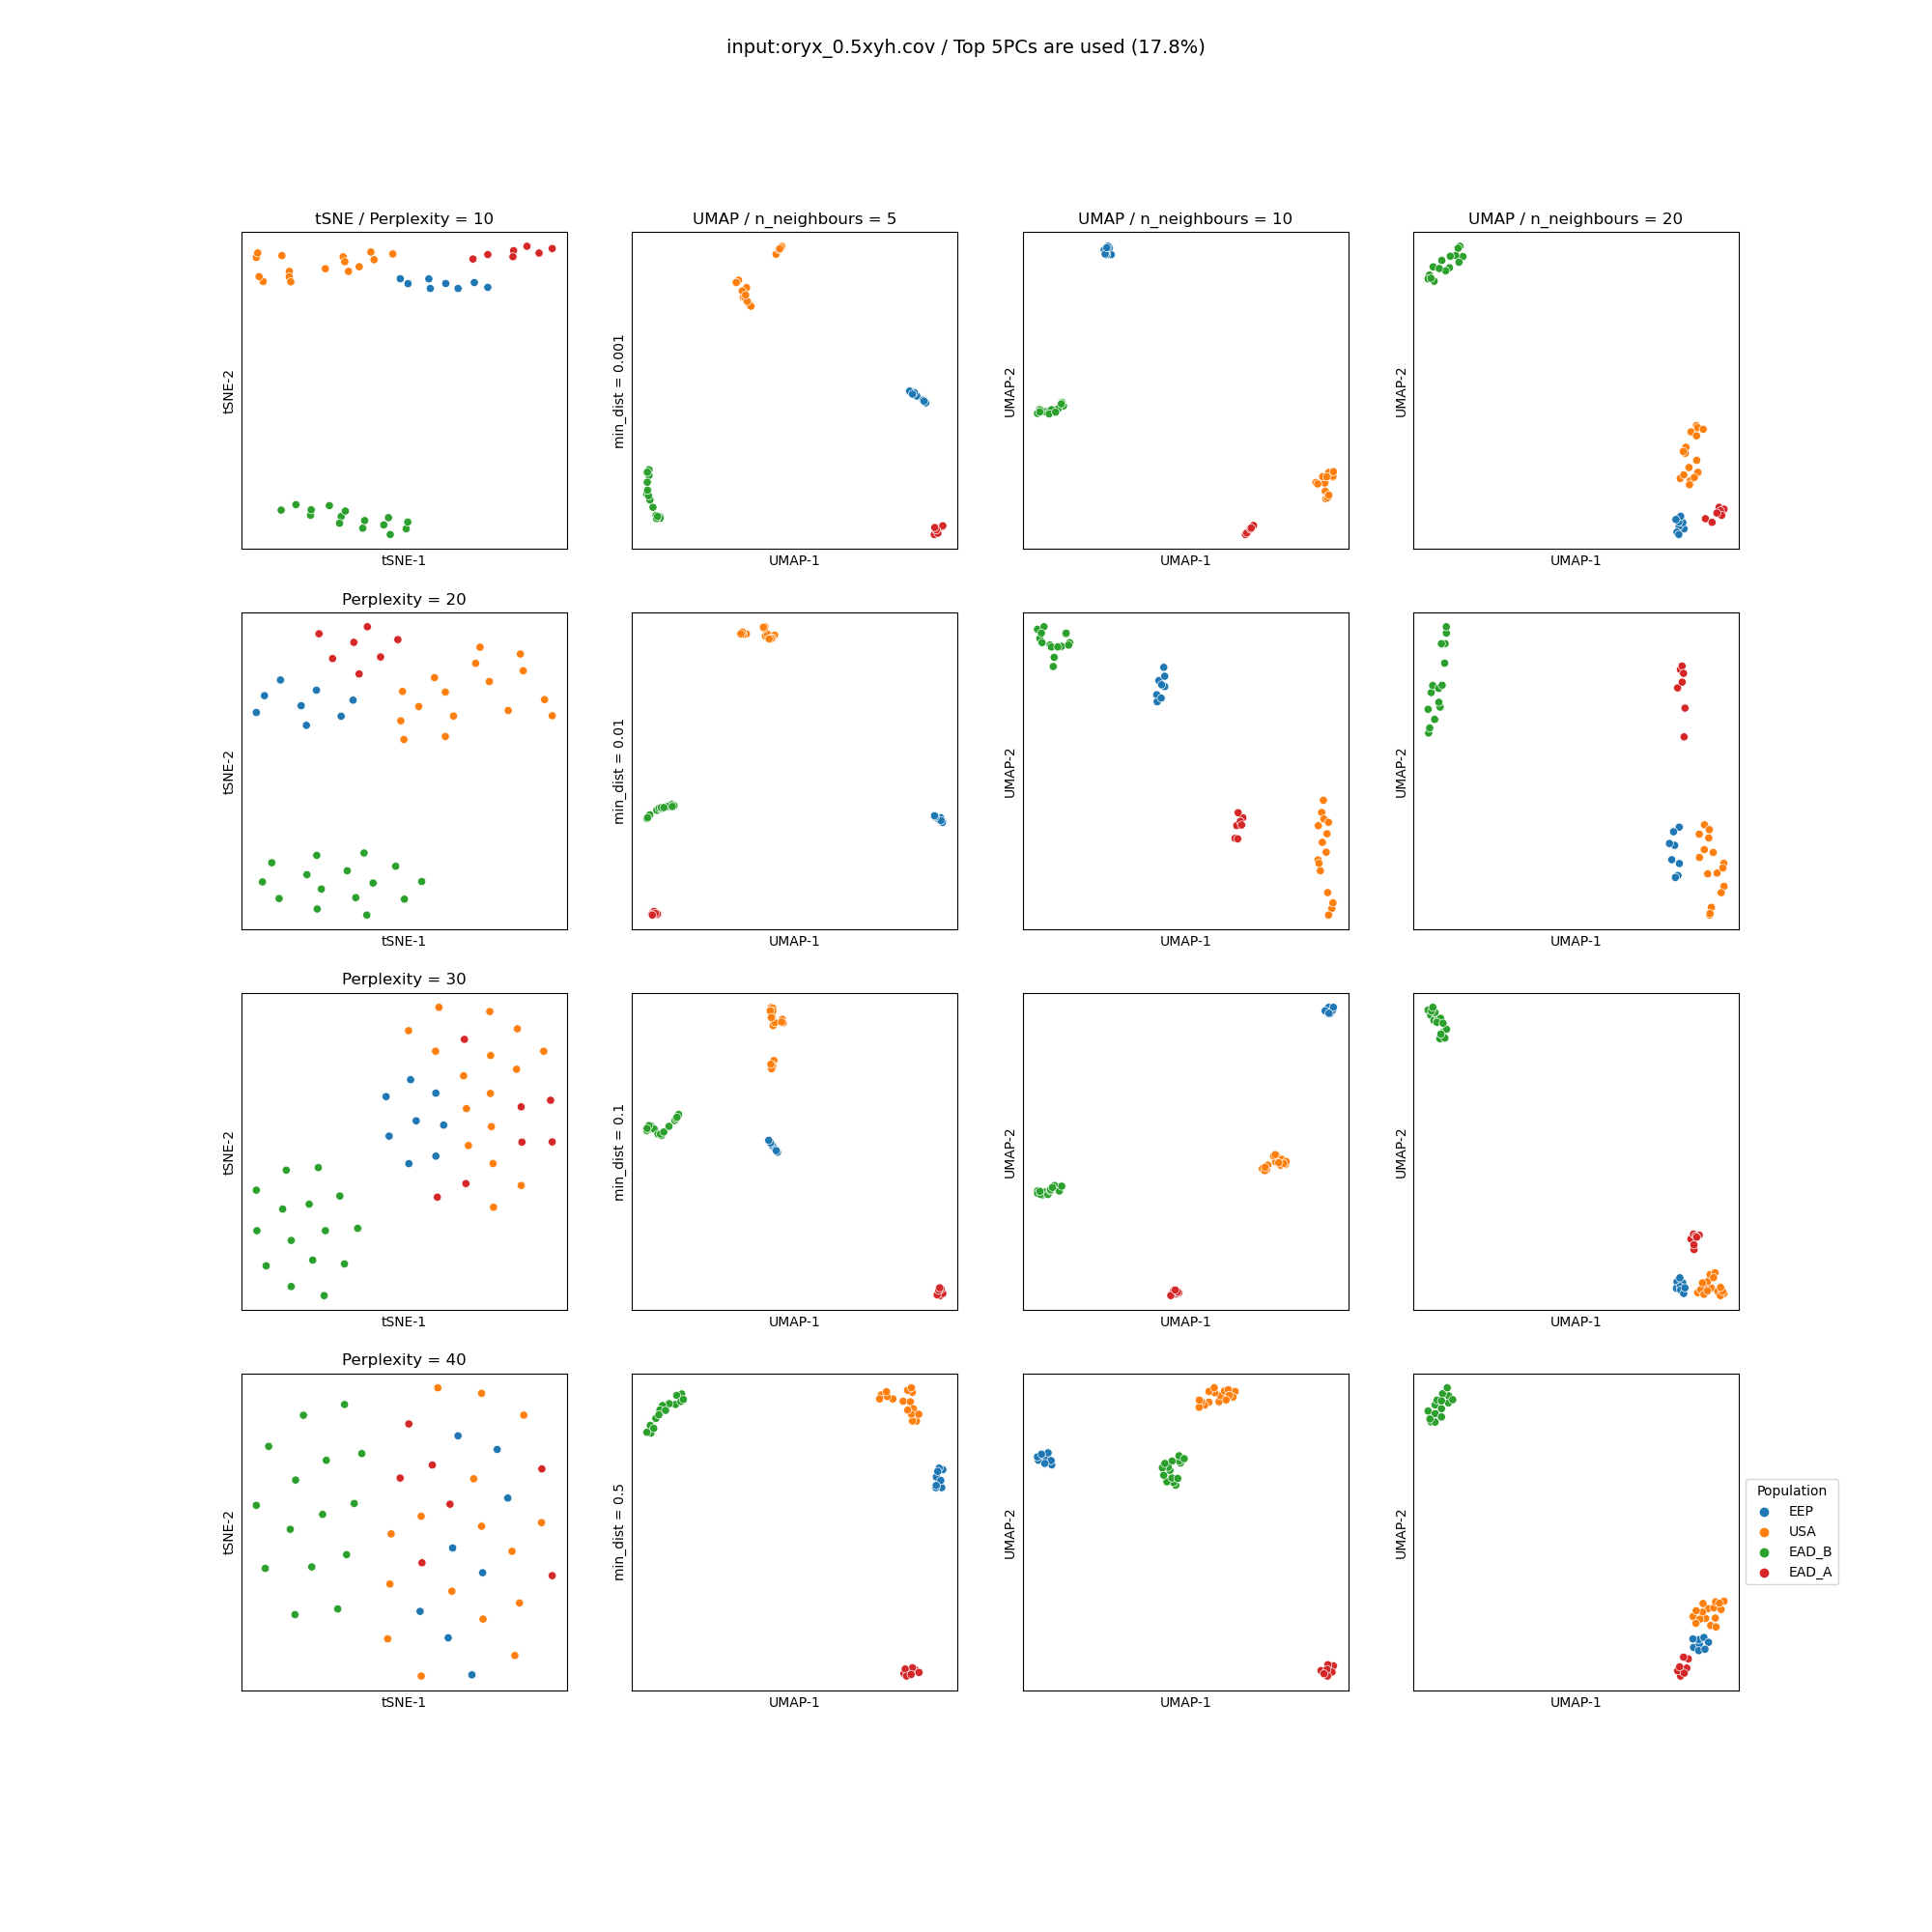 input:oryx_0.5xyh.cov / Top 5PCs are used (17.8%)
tSNE / Perplexity = 10
UMAP / n_neighbours = 5
UMAP / n_neighbours = 10
UMAP / n_neighbours = 20
tSNE-2
min_dist = 0.001
UMAP-2
UMAP-2
tSNE-1
UMAP-1
UMAP-1
UMAP-1
Perplexity = 20
tSNE-2
min_dist = 0.01
UMAP-2
UMAP-2
tSNE-1
UMAP-1
UMAP-1
UMAP-1
Perplexity = 30
tSNE-2
min_dist = 0.1
UMAP-2
UMAP-2
tSNE-1
UMAP-1
UMAP-1
UMAP-1
Perplexity = 40
tSNE-2
min_dist = 0.5
UMAP-2
UMAP-2
Population
EEP
USA
EAD_B
EAD_A
tSNE-1
UMAP-1
UMAP-1
UMAP-1